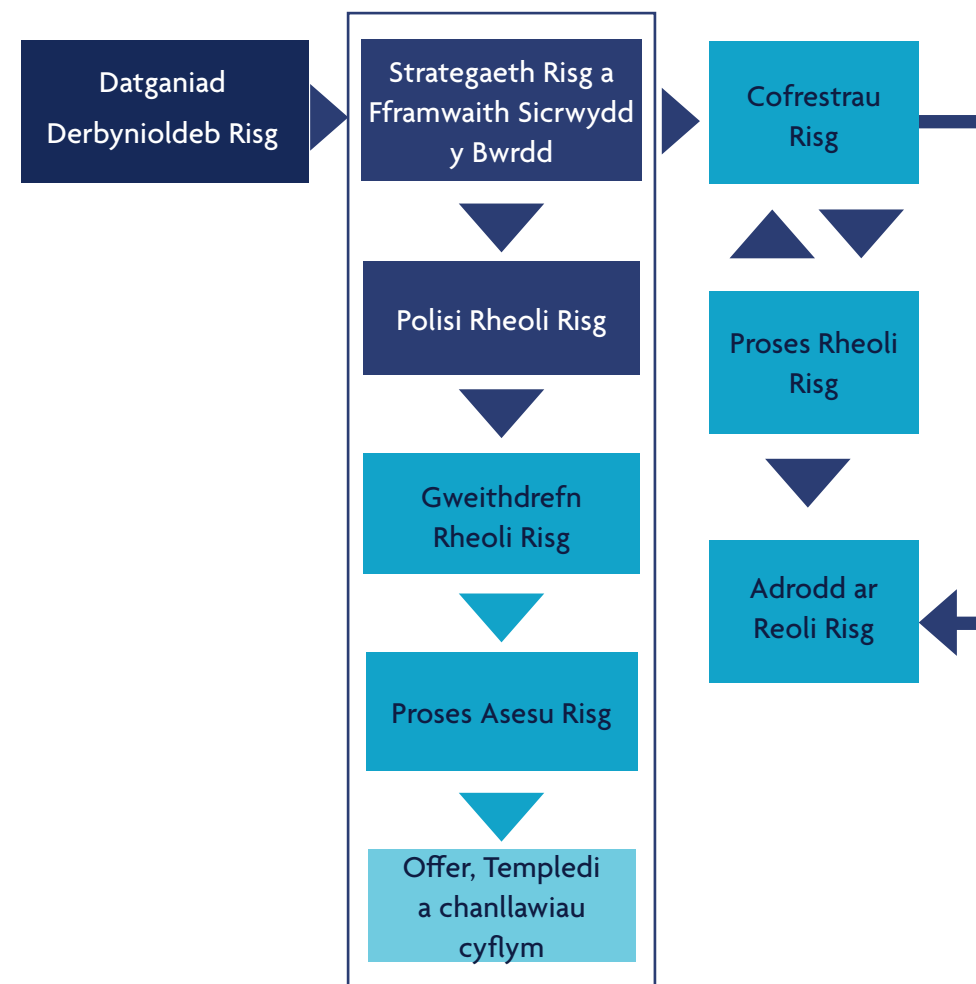 Datganiad
Derbynioldeb Risg
Strategaeth Risg a
Fframwaith Sicrwydd
y Bwrdd
Polisi Rheoli Risg
Gweithdrefn
Rheoli Risg
Proses Asesu Risg
Offer, Templedi
a chanllawiau
cyflym
Cofrestrau
Risg
Proses Rheoli
Risg
Adrodd ar
Reoli Risg